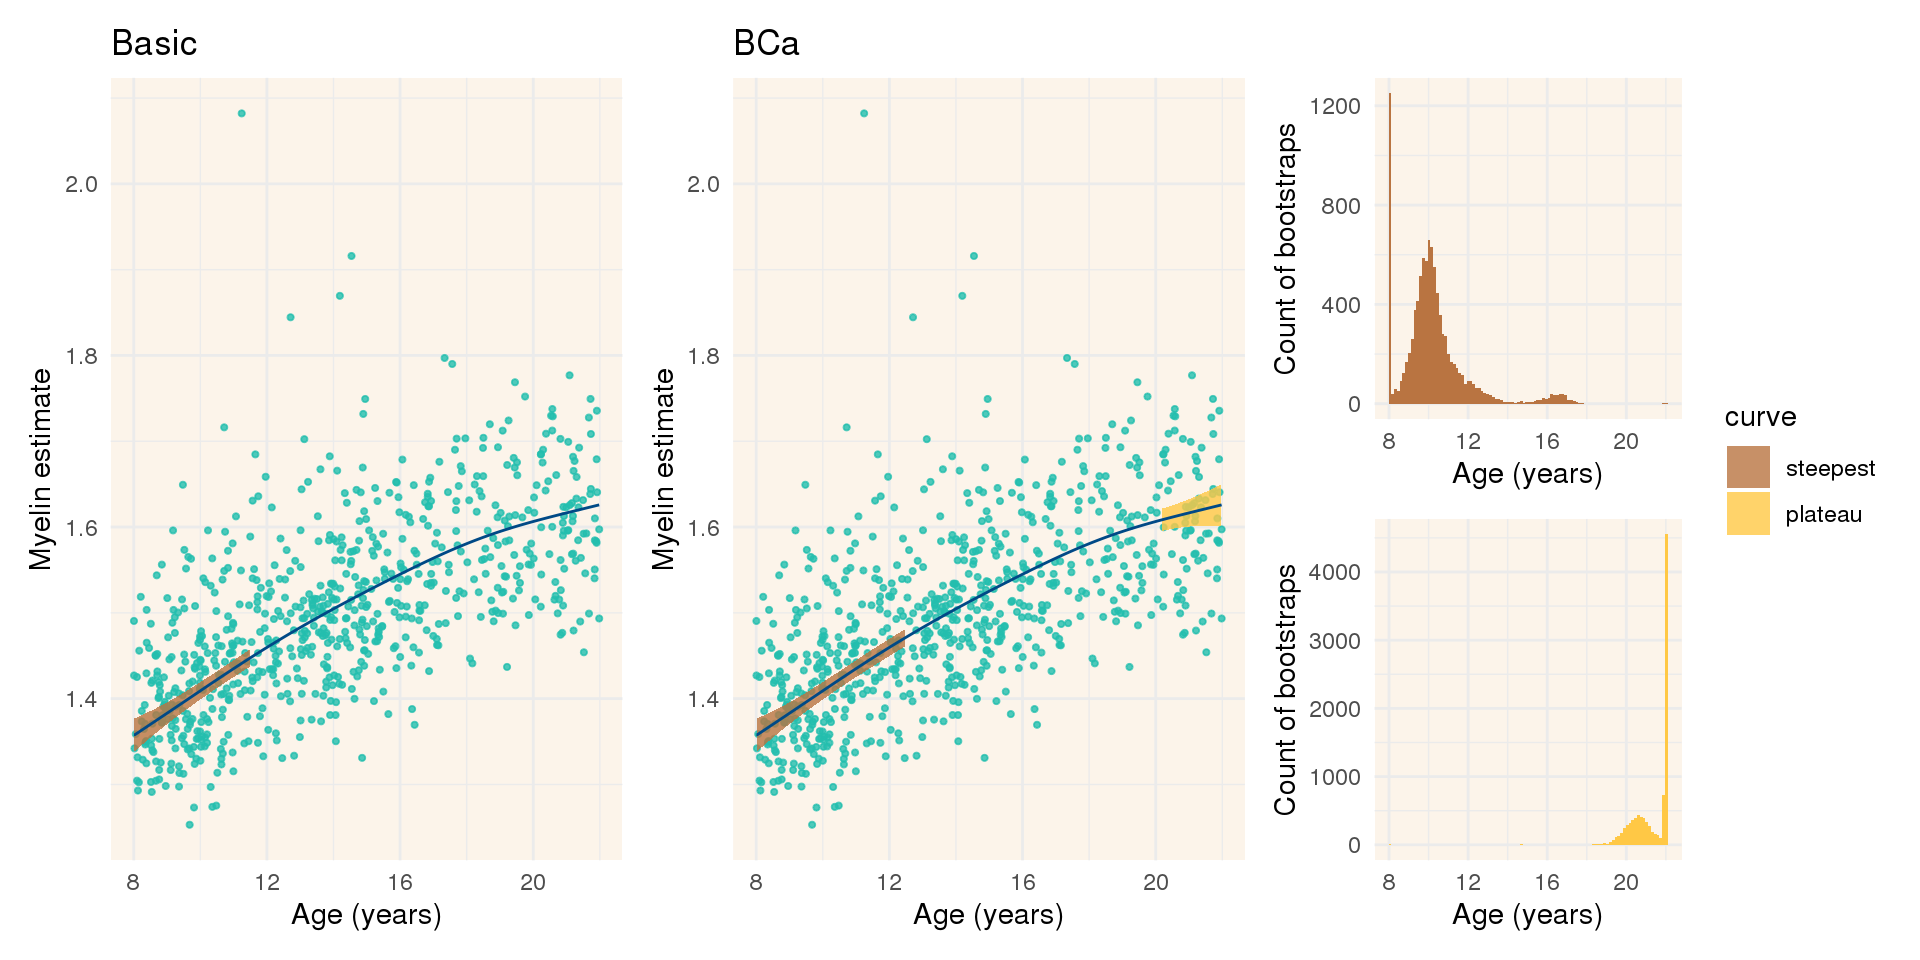 Basic
Myelin estimate
2.0
1.8
1.6
1.4
8 12 16 20
Age (years)
BCa
Myelin estimate
2.0
1.8
1.6
1.4
8 12 16 20
Age (years)
Count of bootstraps
1200
800
400
0
8 12 16 20
Age (years)
Count of bootstraps
4000
3000
2000
1000
0
8 12 16 20
Age (years)
curve
steepest
plateau